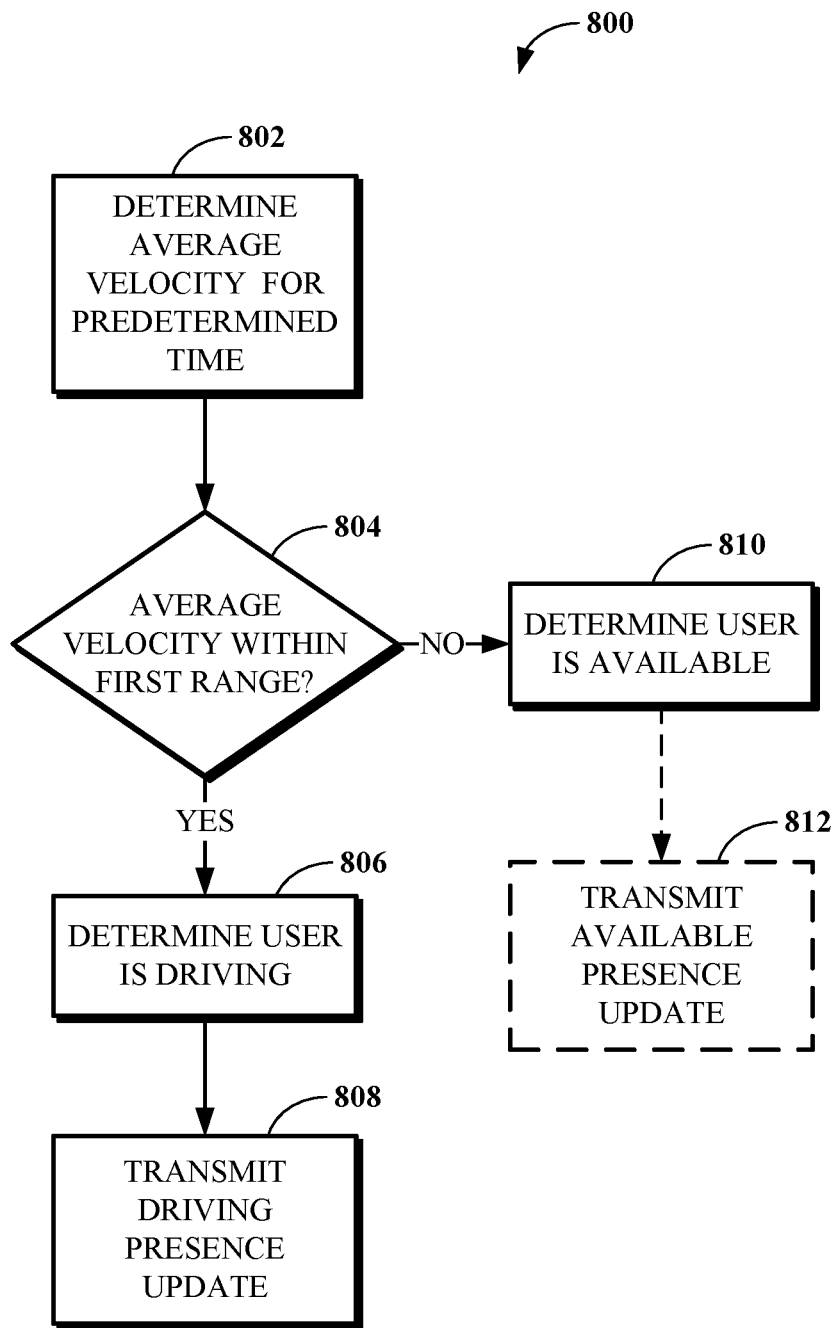 800
802
DETERMINE
AVERAGE
VELOCITY FOR
PREDETERMINED
TIME
804
AVERAGE
VELOCITY WITHIN
FIRST RANGE?
NO
810
DETERMINE USER
IS AVAILABLE
YES
812
TRANSMIT
AVAILABLE
PRESENCE
UPDATE
806
DETERMINE USER
IS DRIVING
808
TRANSMIT
DRIVING
PRESENCE
UPDATE